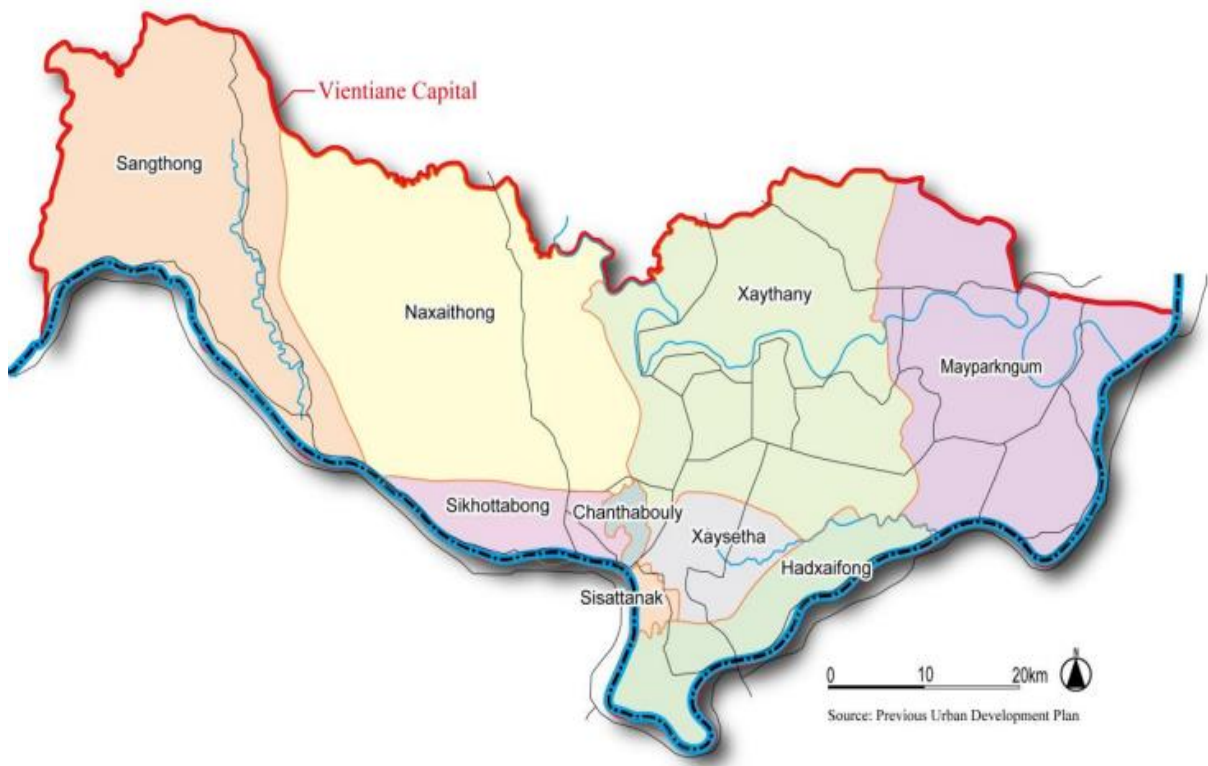 Vientiane Capital
Sangthong
Naxaithong
Xaythany
Mayparkngum
Sikhottabong
Chanthabouly
Xaysetha
Hadxaifong
Sisattanak
N
0 10 20km
Source: Previous Urban Development Plan